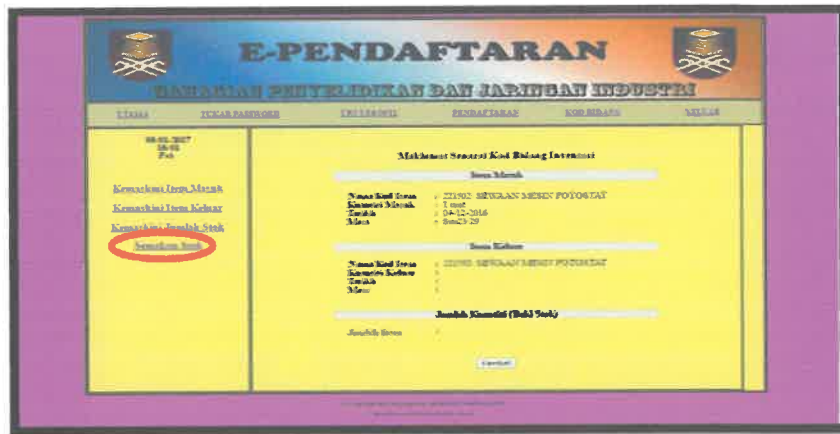 E-PENDAFTARAN
BAHAGIAN PENYELIDIKAN DAN JARINGAN INDUSTRI
UTAMA TUKAR PASSWORD PENDAFTARAN KOD BIDANG KELUAR
Maklumat Senarai Kod Bidang Inventori
Item Masuk
Kemaskini Item Masuk
Nama Kod Item : 221902 SEWAAN MESIN FOTOSTAT
Kuantiti Masuk : 1 unit
Kemaskini Item Keluar
Tarikh : 04-12-2016
Masa :
Kemaskini Jumlah Stok
Semakan Stok
Item Keluar
Nama Kod Item : 221902 SEWAAN MESIN FOTOSTAT
Kuantiti Keluar :
Tarikh :
Masa :
Jumlah Kuantiti (Baki Stok)
Jumlah Item :